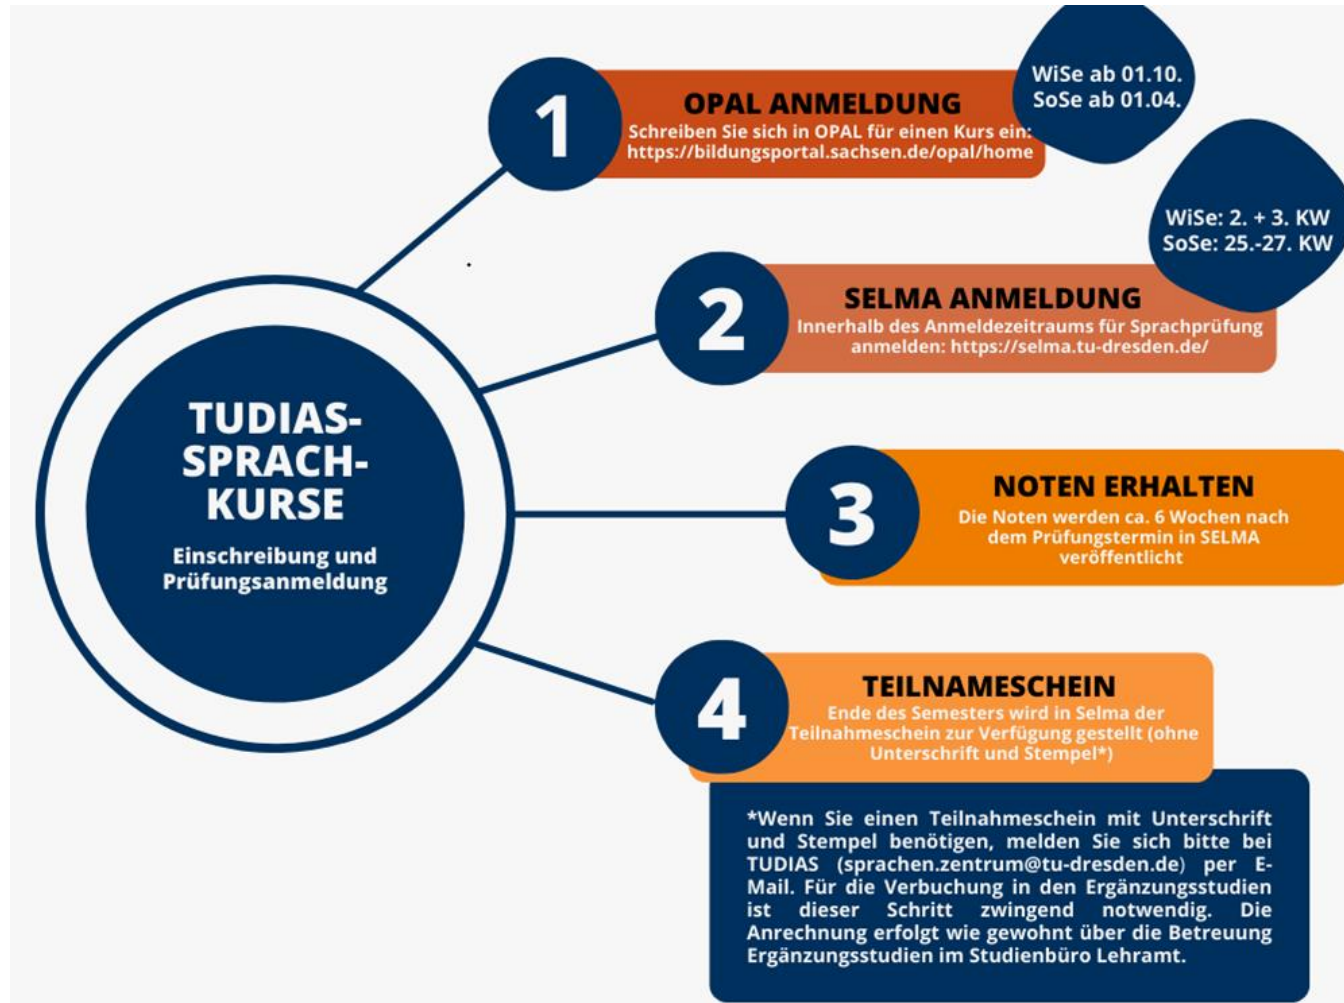 TUDIAS-
SPRACH-
KURSE
Einschreibung und
Prüfungsanmeldung
1
OPAL ANMELDUNG
Schreiben Sie sich in OPAL für einen Kurs ein:
https://bildungsportal.sachsen.de/opal/home
WiSe ab 01.10.
SoSe ab 01.04.
2
SELMA ANMELDUNG
Innerhalb des Anmeldezeitraums für Sprachprüfung
anmelden: https://selma.tu-dresden.de/
WiSe: 2. + 3. KW
SoSe: 25.-27. KW
3
NOTEN ERHALTEN
Die Noten werden ca. 6 Wochen nach
dem Prüfungstermin in SELMA
veröffentlicht
4
TEILNAMESCHEIN
Ende des Semesters wird in Selma der
Teilnahmeschein zur Verfügung gestellt (ohne
Unterschrift und Stempel*)
*Wenn Sie einen Teilnahmeschein mit Unterschrift
und Stempel benötigen, melden Sie sich bitte bei
TUDIAS (sprachen.zentrum@tu-dresden.de) per E-
Mail. Für die Verbuchung in den Ergänzungsstudien
ist dieser Schritt zwingend notwendig. Die
Anrechnung erfolgt wie gewohnt über die Betreuung
Ergänzungsstudien im Studienbüro Lehramt.